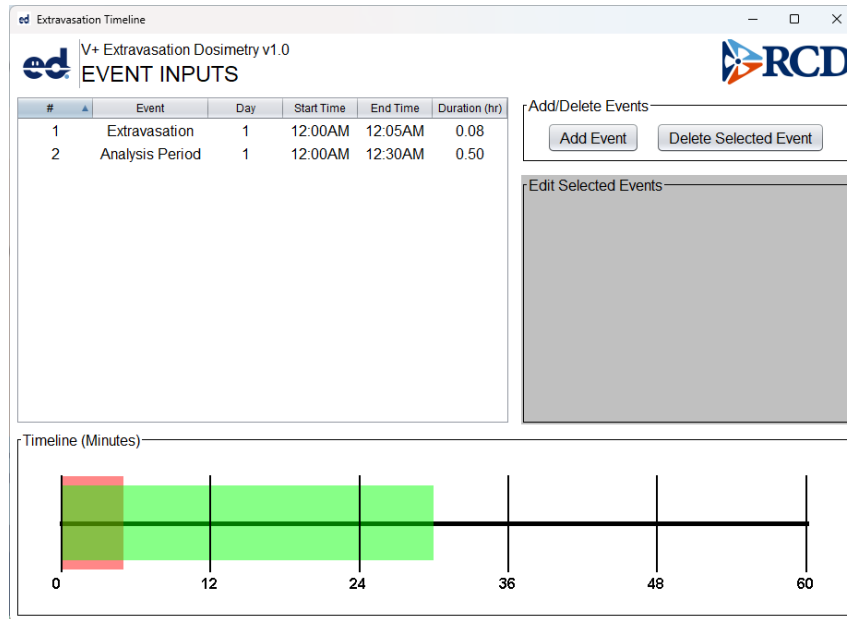 ed Extravasation Timeline
ed. V+ Extravasation Dosimetry v1.0
EVENT INPUTS
RCD
# Event Day Start Time End Time Duration (hr)
1 Extravasation 1 12:00AM 12:05AM 0.08
2 Analysis Period 1 12:00AM 12:30AM 0.50
Add/Delete Events
Add Event Delete Selected Event
Edit Selected Events
Timeline (Minutes)
0 12 24 36 48 60